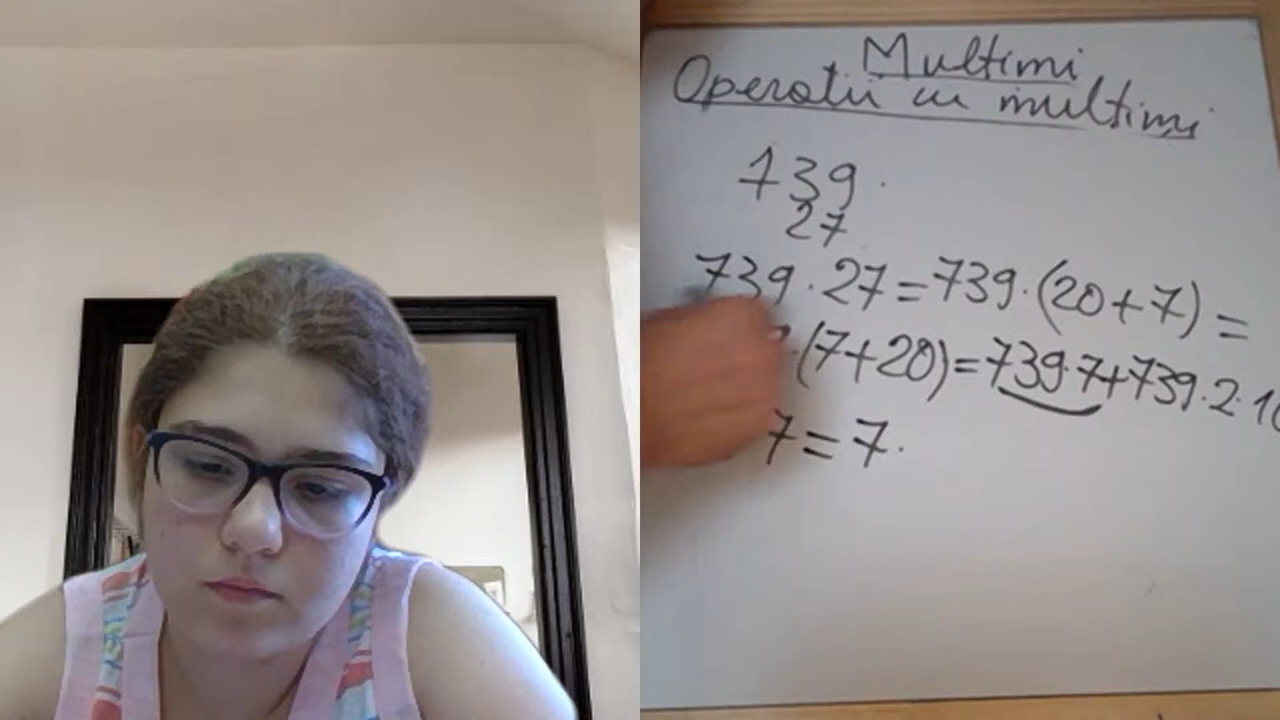 Multimi
Operatii cu multimi
739.
27
739.27=739.(20+7)=
.(7+20)=739.7+739.2.10
7=7.